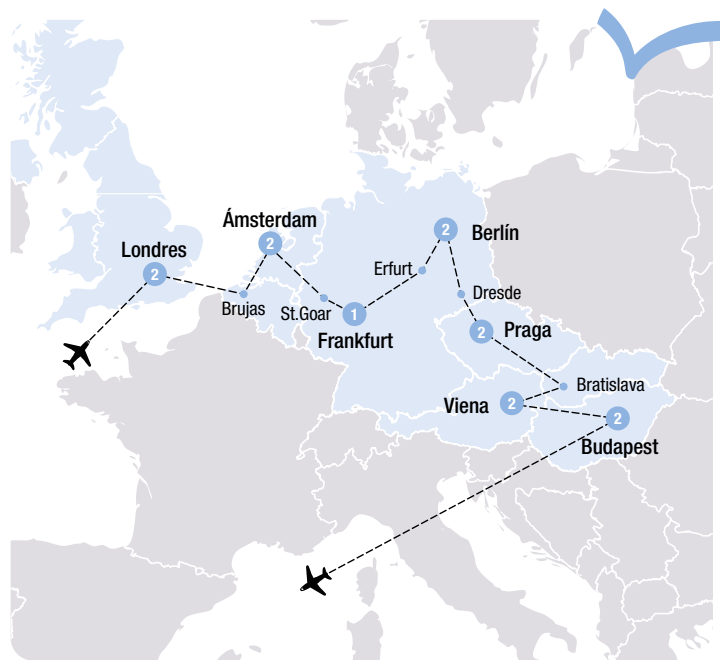 Ámsterdam
2
Berlín
2
Londres
2
Erfurt
Brujas
St.Goar
Dresde
1
Frankfurt
2
Praga
Bratislava
Viena
2
2
Budapest